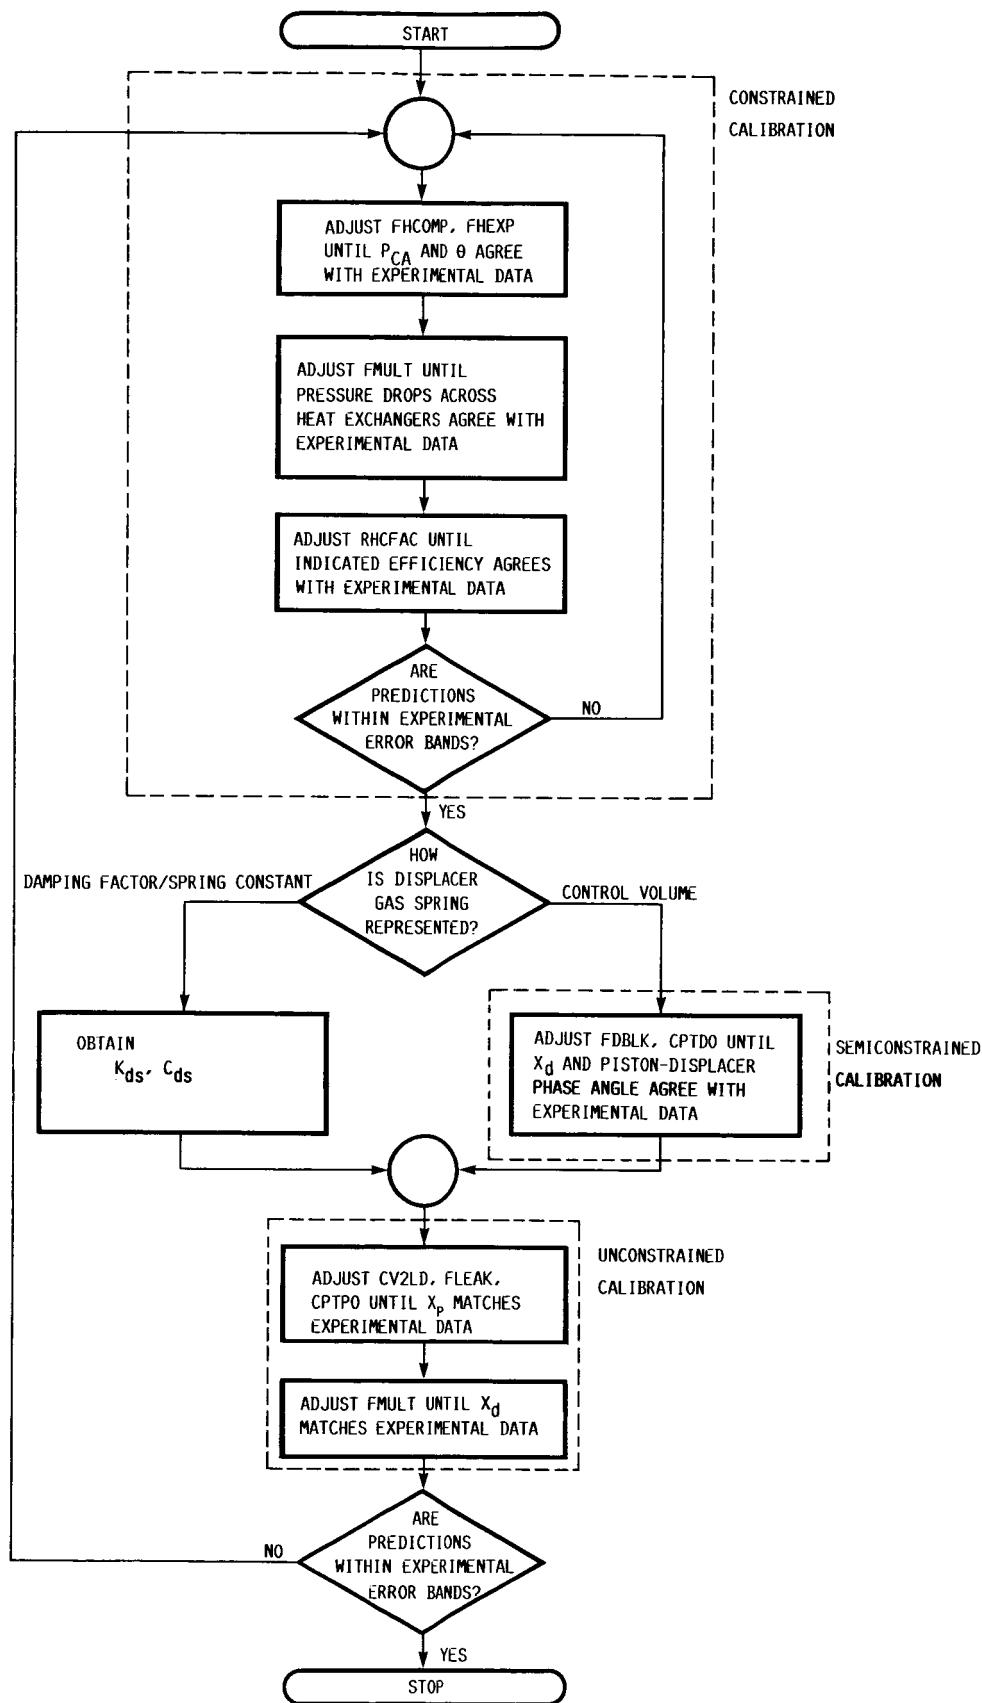 START
CONSTRAINED
CALIBRATION
ADJUST FHCOMP, FHEXP
UNTIL P_CA AND θ AGREE
WITH EXPERIMENTAL DATA
ADJUST FMULT UNTIL
PRESSURE DROPS ACROSS
HEAT EXCHANGERS AGREE WITH
EXPERIMENTAL DATA
ADJUST RHCFAC UNTIL
INDICATED EFFICIENCY AGREES
WITH EXPERIMENTAL DATA
ARE
PREDICTIONS
WITHIN EXPERIMENTAL
ERROR BANDS?
NO
YES
HOW
IS DISPLACER
GAS SPRING
REPRESENTED?
DAMPING FACTOR/SPRING CONSTANT
CONTROL VOLUME
OBTAIN
K_ds, C_ds
ADJUST FDBLK, CPTDO UNTIL
X_d AND PISTON-DISPLACER
PHASE ANGLE AGREE WITH
EXPERIMENTAL DATA
SEMICONSTRAINED
CALIBRATION
UNCONSTRAINED
CALIBRATION
ADJUST CV2LD, FLEAK,
CPTPO UNTIL X_p MATCHES
EXPERIMENTAL DATA
ADJUST FMULT UNTIL X_d
MATCHES EXPERIMENTAL DATA
ARE
PREDICTIONS
WITHIN EXPERIMENTAL
ERROR BANDS?
NO
YES
STOP